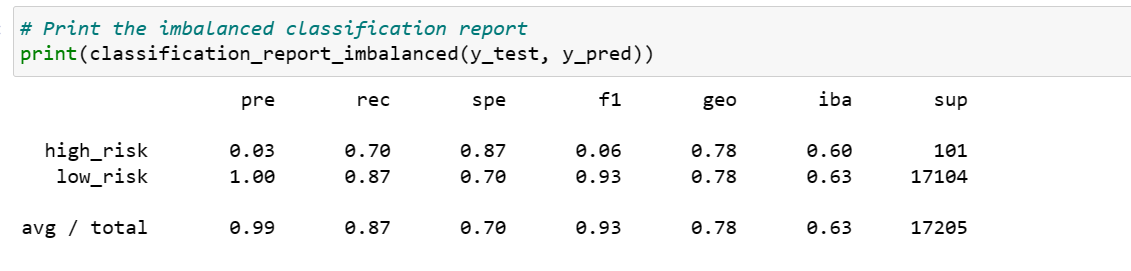 # Print the imbalanced classification report
print(classification_report_imbalanced(y_test, y_pred))
pre rec spe f1 geo iba sup
high_risk 0.03 0.70 0.87 0.06 0.78 0.60 101
low_risk 1.00 0.87 0.70 0.93 0.78 0.63 17104
avg / total 0.99 0.87 0.70 0.93 0.78 0.63 17205